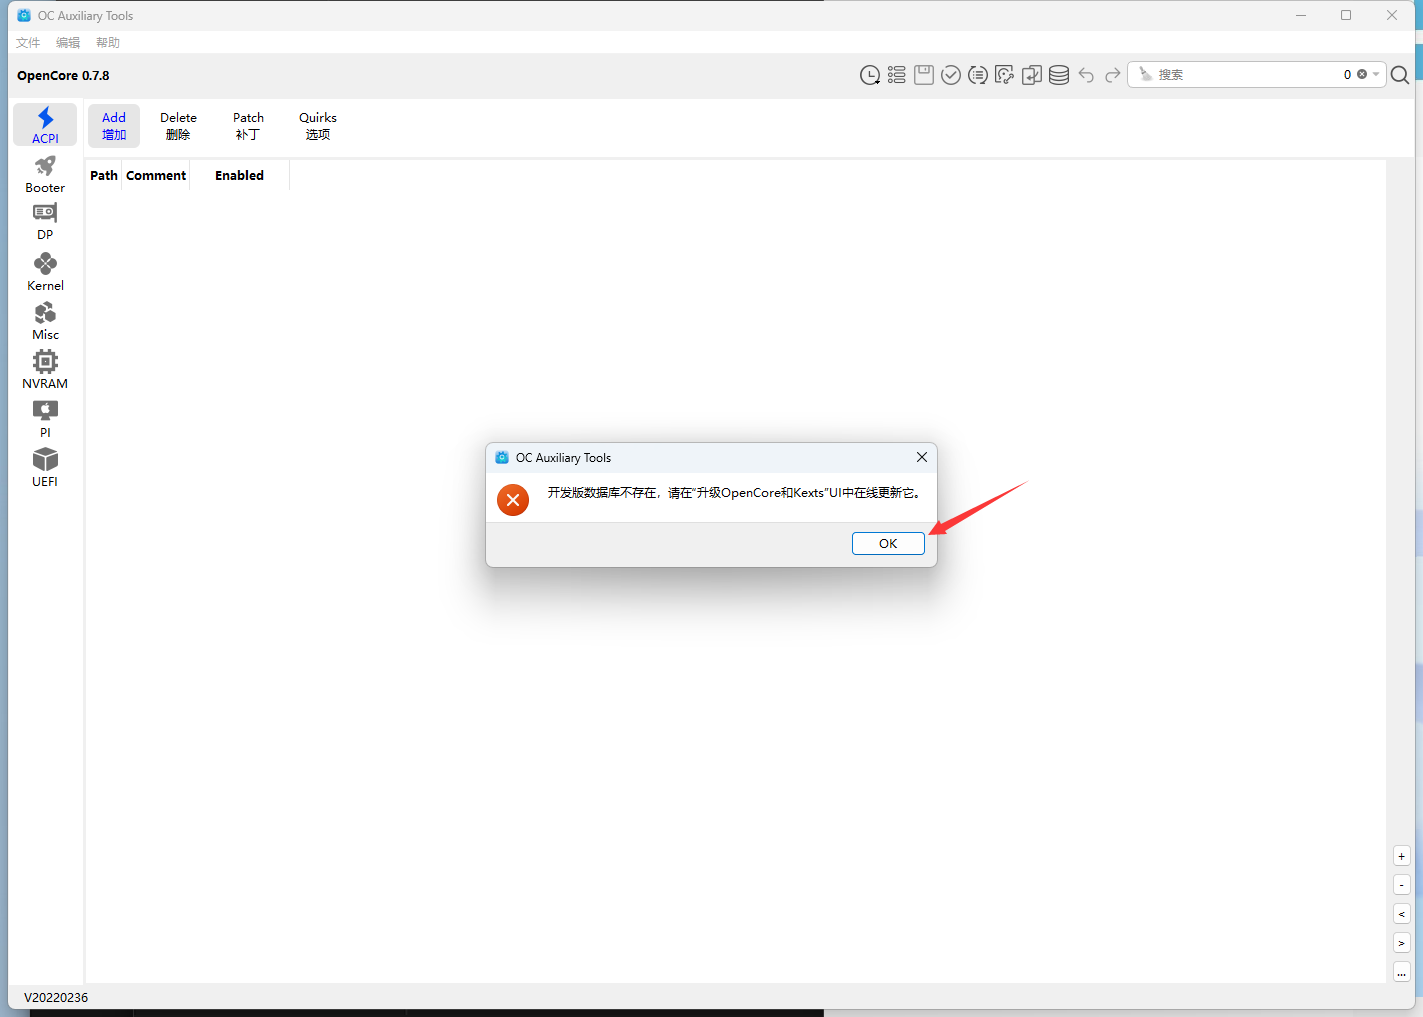 OC Auxiliary Tools
文件 编辑 帮助
OpenCore 0.7.8
搜索 0
ACPI
Booter
DP
Kernel
Misc
NVRAM
PI
UEFI
Add Delete Patch Quirks
增加 删除 补丁 选项
Path Comment Enabled
OC Auxiliary Tools
开发版数据库不存在，请在“升级OpenCore和Kexts”UI中在线更新它。
OK
+
-
<
>
...
V20220236